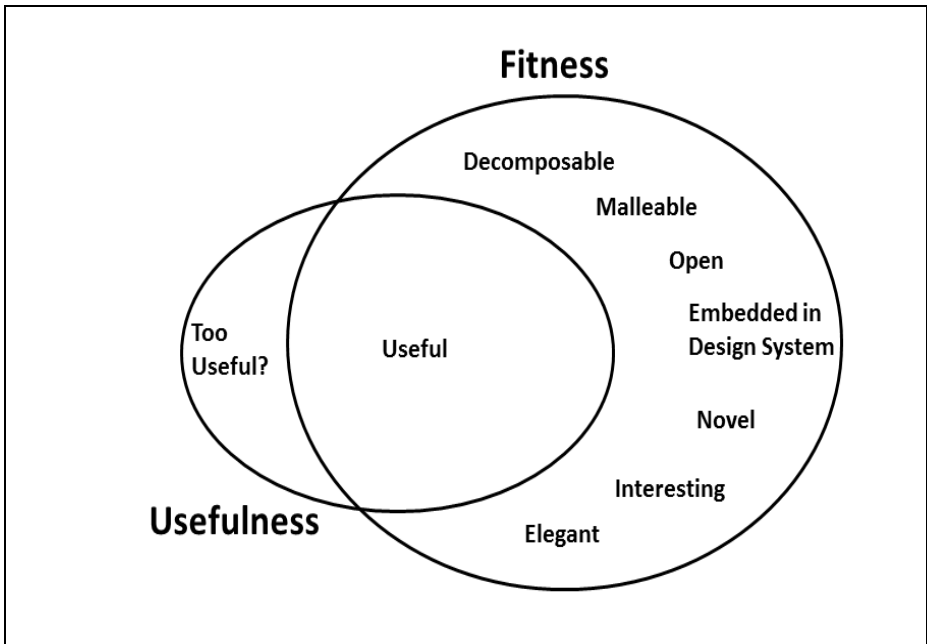 Fitness
Decomposable
Malleable
Open
Embedded in
Design System
Too
Useful?
Useful
Novel
Interesting
Usefulness
Elegant